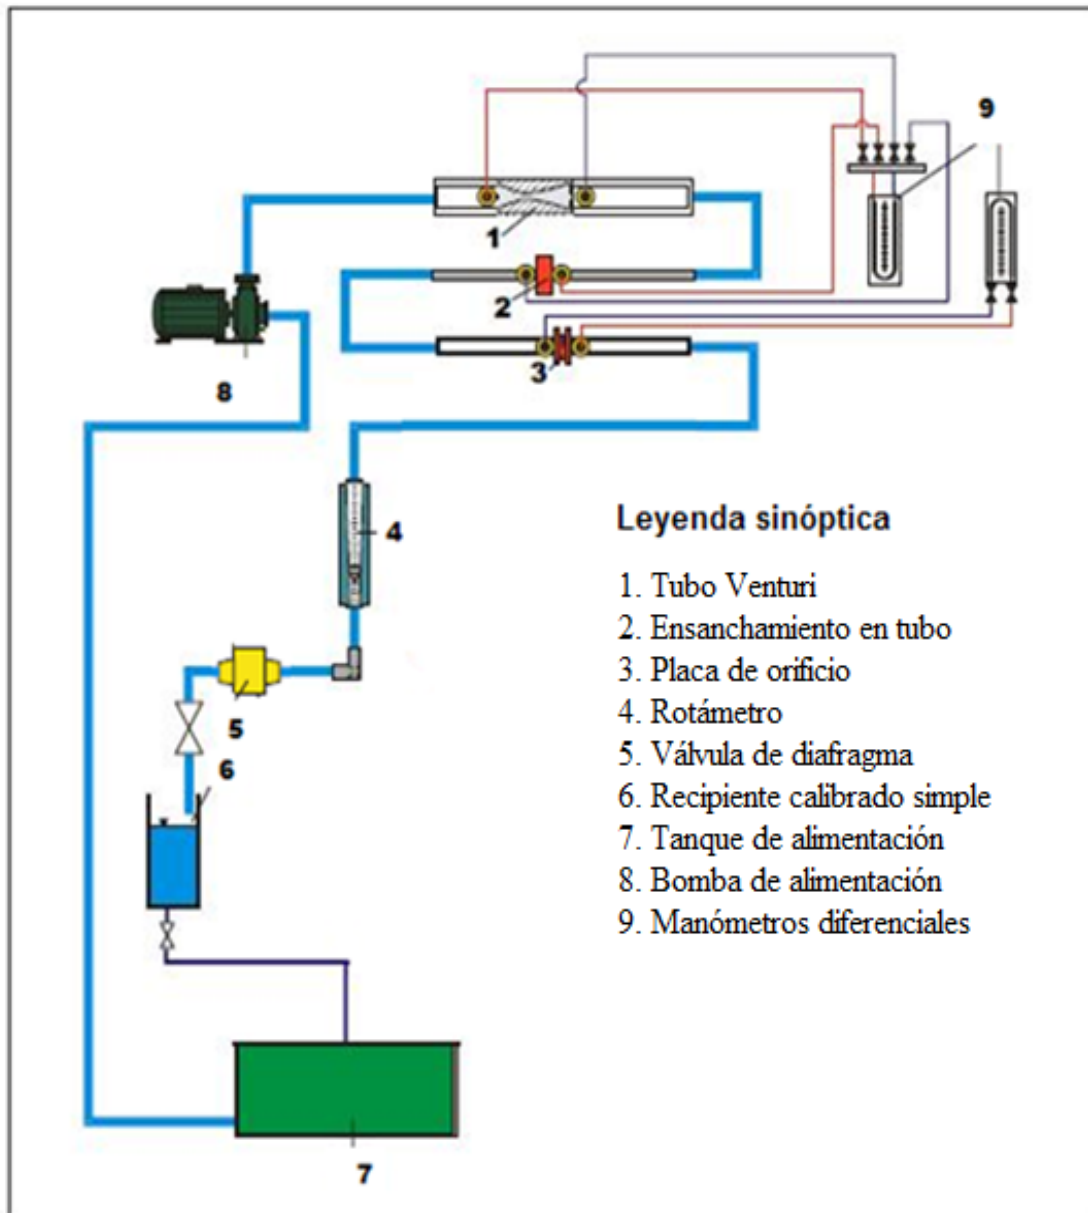 9
1
2
3
8
4
Leyenda sinóptica
1. Tubo Venturi
2. Ensanchamiento en tubo
3. Placa de orificio
4. Rotámetro
5. Válvula de diafragma
6. Recipiente calibrado simple
7. Tanque de alimentación
8. Bomba de alimentación
9. Manómetros diferenciales
5
6
7